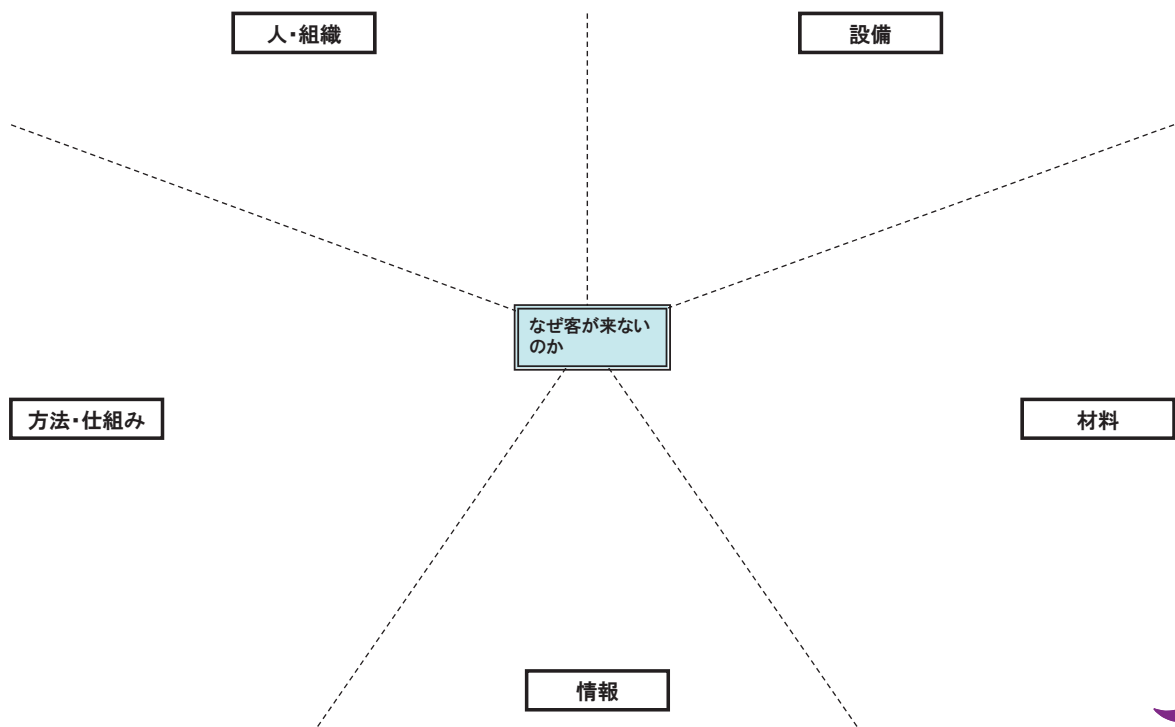 人・組織
設備
なぜ客が来ない
のか
方法・仕組み
材料
情報